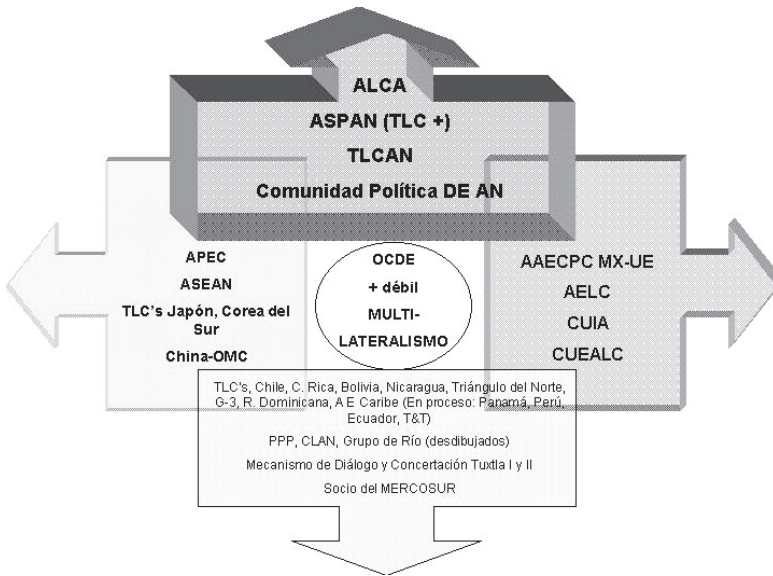 ALCA
ASPAN (TLC +)
TLCAN
Comunidad Política DE AN
APEC
ASEAN
TLC's Japón, Corea del
Sur
China-OMC
OCDE
+ débil
MULTI-
LATERALISMO
AAECPC MX-UE
AELC
CUIA
CUEALC
TLC's, Chile, C. Rica, Bolivia, Nicaragua, Triángulo del Norte,
G-3, R. Dominicana, A E Caribe (En proceso: Panamá, Perú,
Ecuador, T&T)
PPP, CLAN, Grupo de Río (desdibujados)
Mecanismo de Diálogo y Concertación Tuxtla I y II
Socio del MERCOSUR